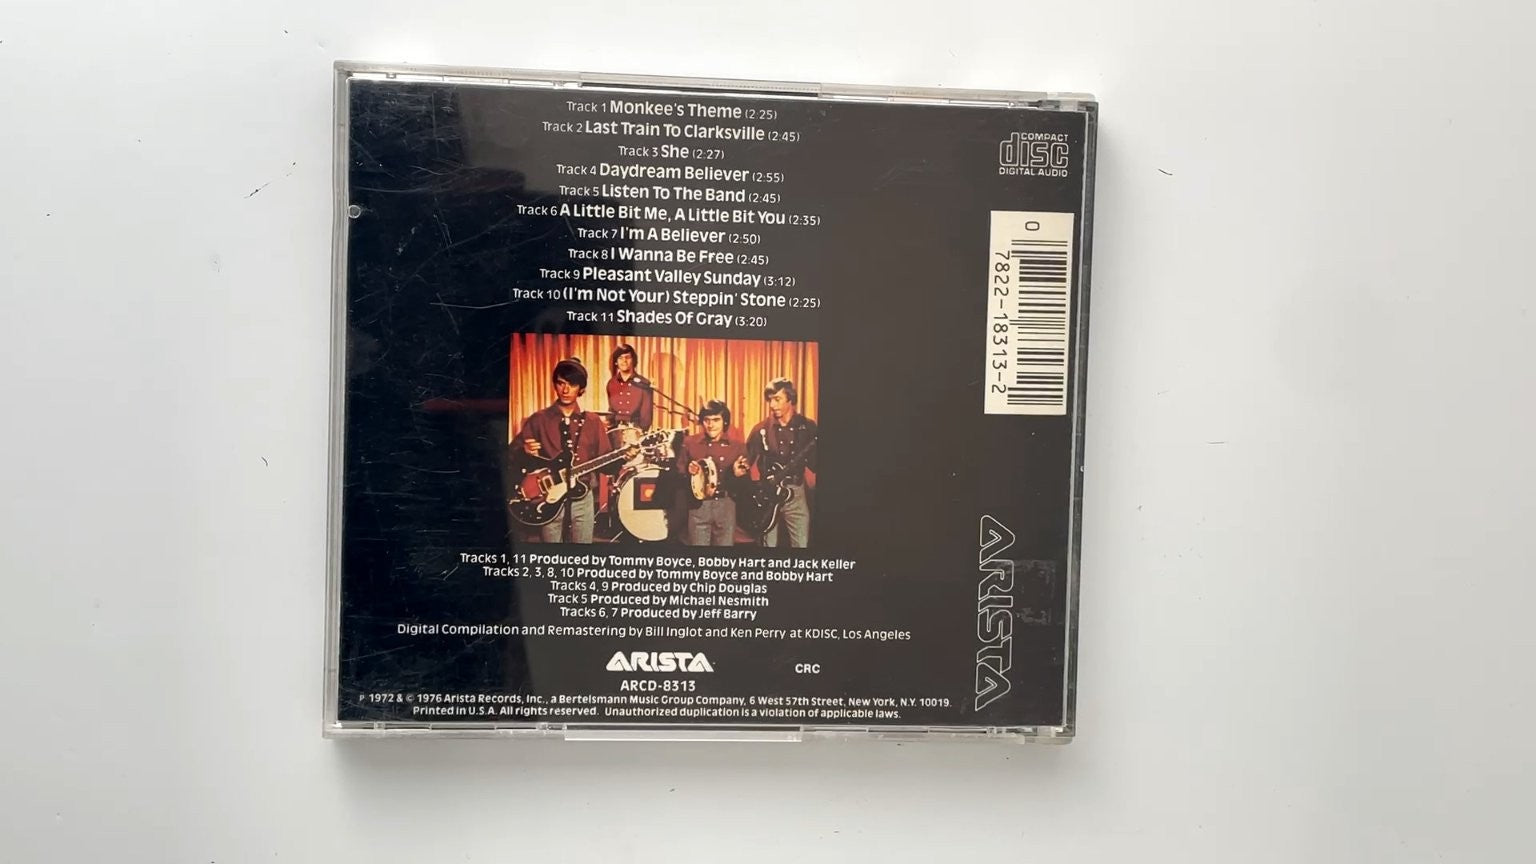 Track 1 Monkee's Theme (2:25)
Track 2 Last Train To Clarksville (2:45)
Track 3 She (2:27)
Track 4 Daydream Believer (2:55)
Track 5 Listen To The Band (2:45)
Track 6 A Little Bit Me, A Little Bit You (2:35)
Track 7 I'm A Believer (2:50)
Track 8 I Wanna Be Free (2:45)
Track 9 Pleasant Valley Sunday (3:12)
Track 10 (I'm Not Your) Steppin' Stone (2:25)
Track 11 Shades Of Gray (3:20)
Tracks 1, 11 Produced by Tommy Boyce, Bobby Hart and Jack Keller
Tracks 2, 3, 8, 10 Produced by Tommy Boyce and Bobby Hart
Tracks 4, 9 Produced by Chip Douglas
Track 5 Produced by Michael Nesmith
Tracks 6, 7 Produced by Jeff Barry
Digital Compilation and Remastering by Bill Inglot and Ken Perry at KDISC, Los Angeles
ARISTA
CRC
ARCD-8313
℗ 1972 & © 1976 Arista Records, Inc., a Bertelsmann Music Group Company, 6 West 57th Street, New York, N.Y. 10019.
Printed in U.S.A. All rights reserved. Unauthorized duplication is a violation of applicable laws.
COMPACT
disc
DIGITAL AUDIO
0 7822-18313-2
ARISTA